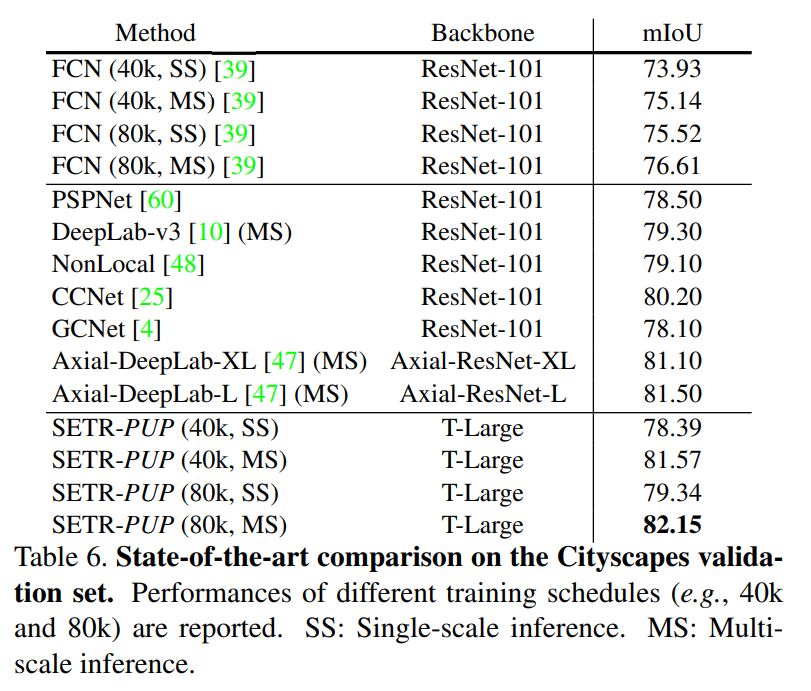 Method Backbone mIoU
FCN (40k, SS) [39] ResNet-101 73.93
FCN (40k, MS) [39] ResNet-101 75.14
FCN (80k, SS) [39] ResNet-101 75.52
FCN (80k, MS) [39] ResNet-101 76.61
PSPNet [60] ResNet-101 78.50
DeepLab-v3 [10] (MS) ResNet-101 79.30
NonLocal [48] ResNet-101 79.10
CCNet [25] ResNet-101 80.20
GCNet [4] ResNet-101 78.10
Axial-DeepLab-XL [47] (MS) Axial-ResNet-XL 81.10
Axial-DeepLab-L [47] (MS) Axial-ResNet-L 81.50
SETR-PUP (40k, SS) T-Large 78.39
SETR-PUP (40k, MS) T-Large 81.57
SETR-PUP (80k, SS) T-Large 79.34
SETR-PUP (80k, MS) T-Large 82.15
Table 6. State-of-the-art comparison on the Cityscapes valida-
tion set. Performances of different training schedules (e.g., 40k
and 80k) are reported. SS: Single-scale inference. MS: Multi-
scale inference.